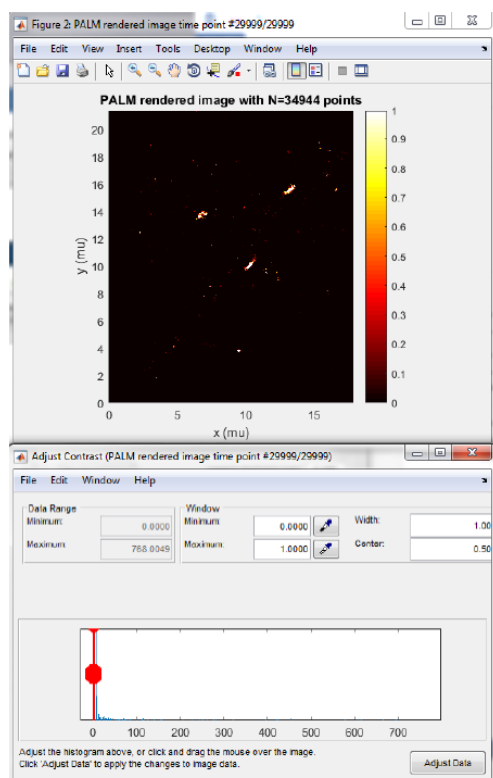 Figure 2: PALM rendered image time point #29999/29999
File Edit View Insert Tools Desktop Window Help
PALM rendered image with N=34944 points
20
18
16
14
12
10
8
6
4
2
0
y (mu)
0 5 10 15
x (mu)
1
0.9
0.8
0.7
0.6
0.5
0.4
0.3
0.2
0.1
0
Adjust Contrast (PALM rendered image time point #29999/29999)
File Edit Window Help
Data Range
Minimum: 0.0000
Maximum: 768.0049
Window
Minimum: 0.0000
Maximum: 1.0000
Width: 1.00
Center: 0.50
0 100 200 300 400 500 600 700
Adjust the histogram above, or click and drag the mouse over the image.
Click 'Adjust Data' to apply the changes to image data.
Adjust Data